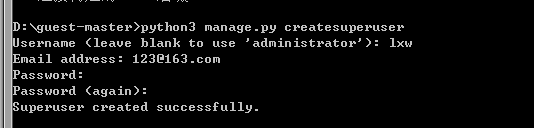 D:\guest-master>python3 manage.py createsuperuser
Username (leave blank to use 'administrator'): lxw
Email address: 123@163.com
Password:
Password (again):
Superuser created successfully.